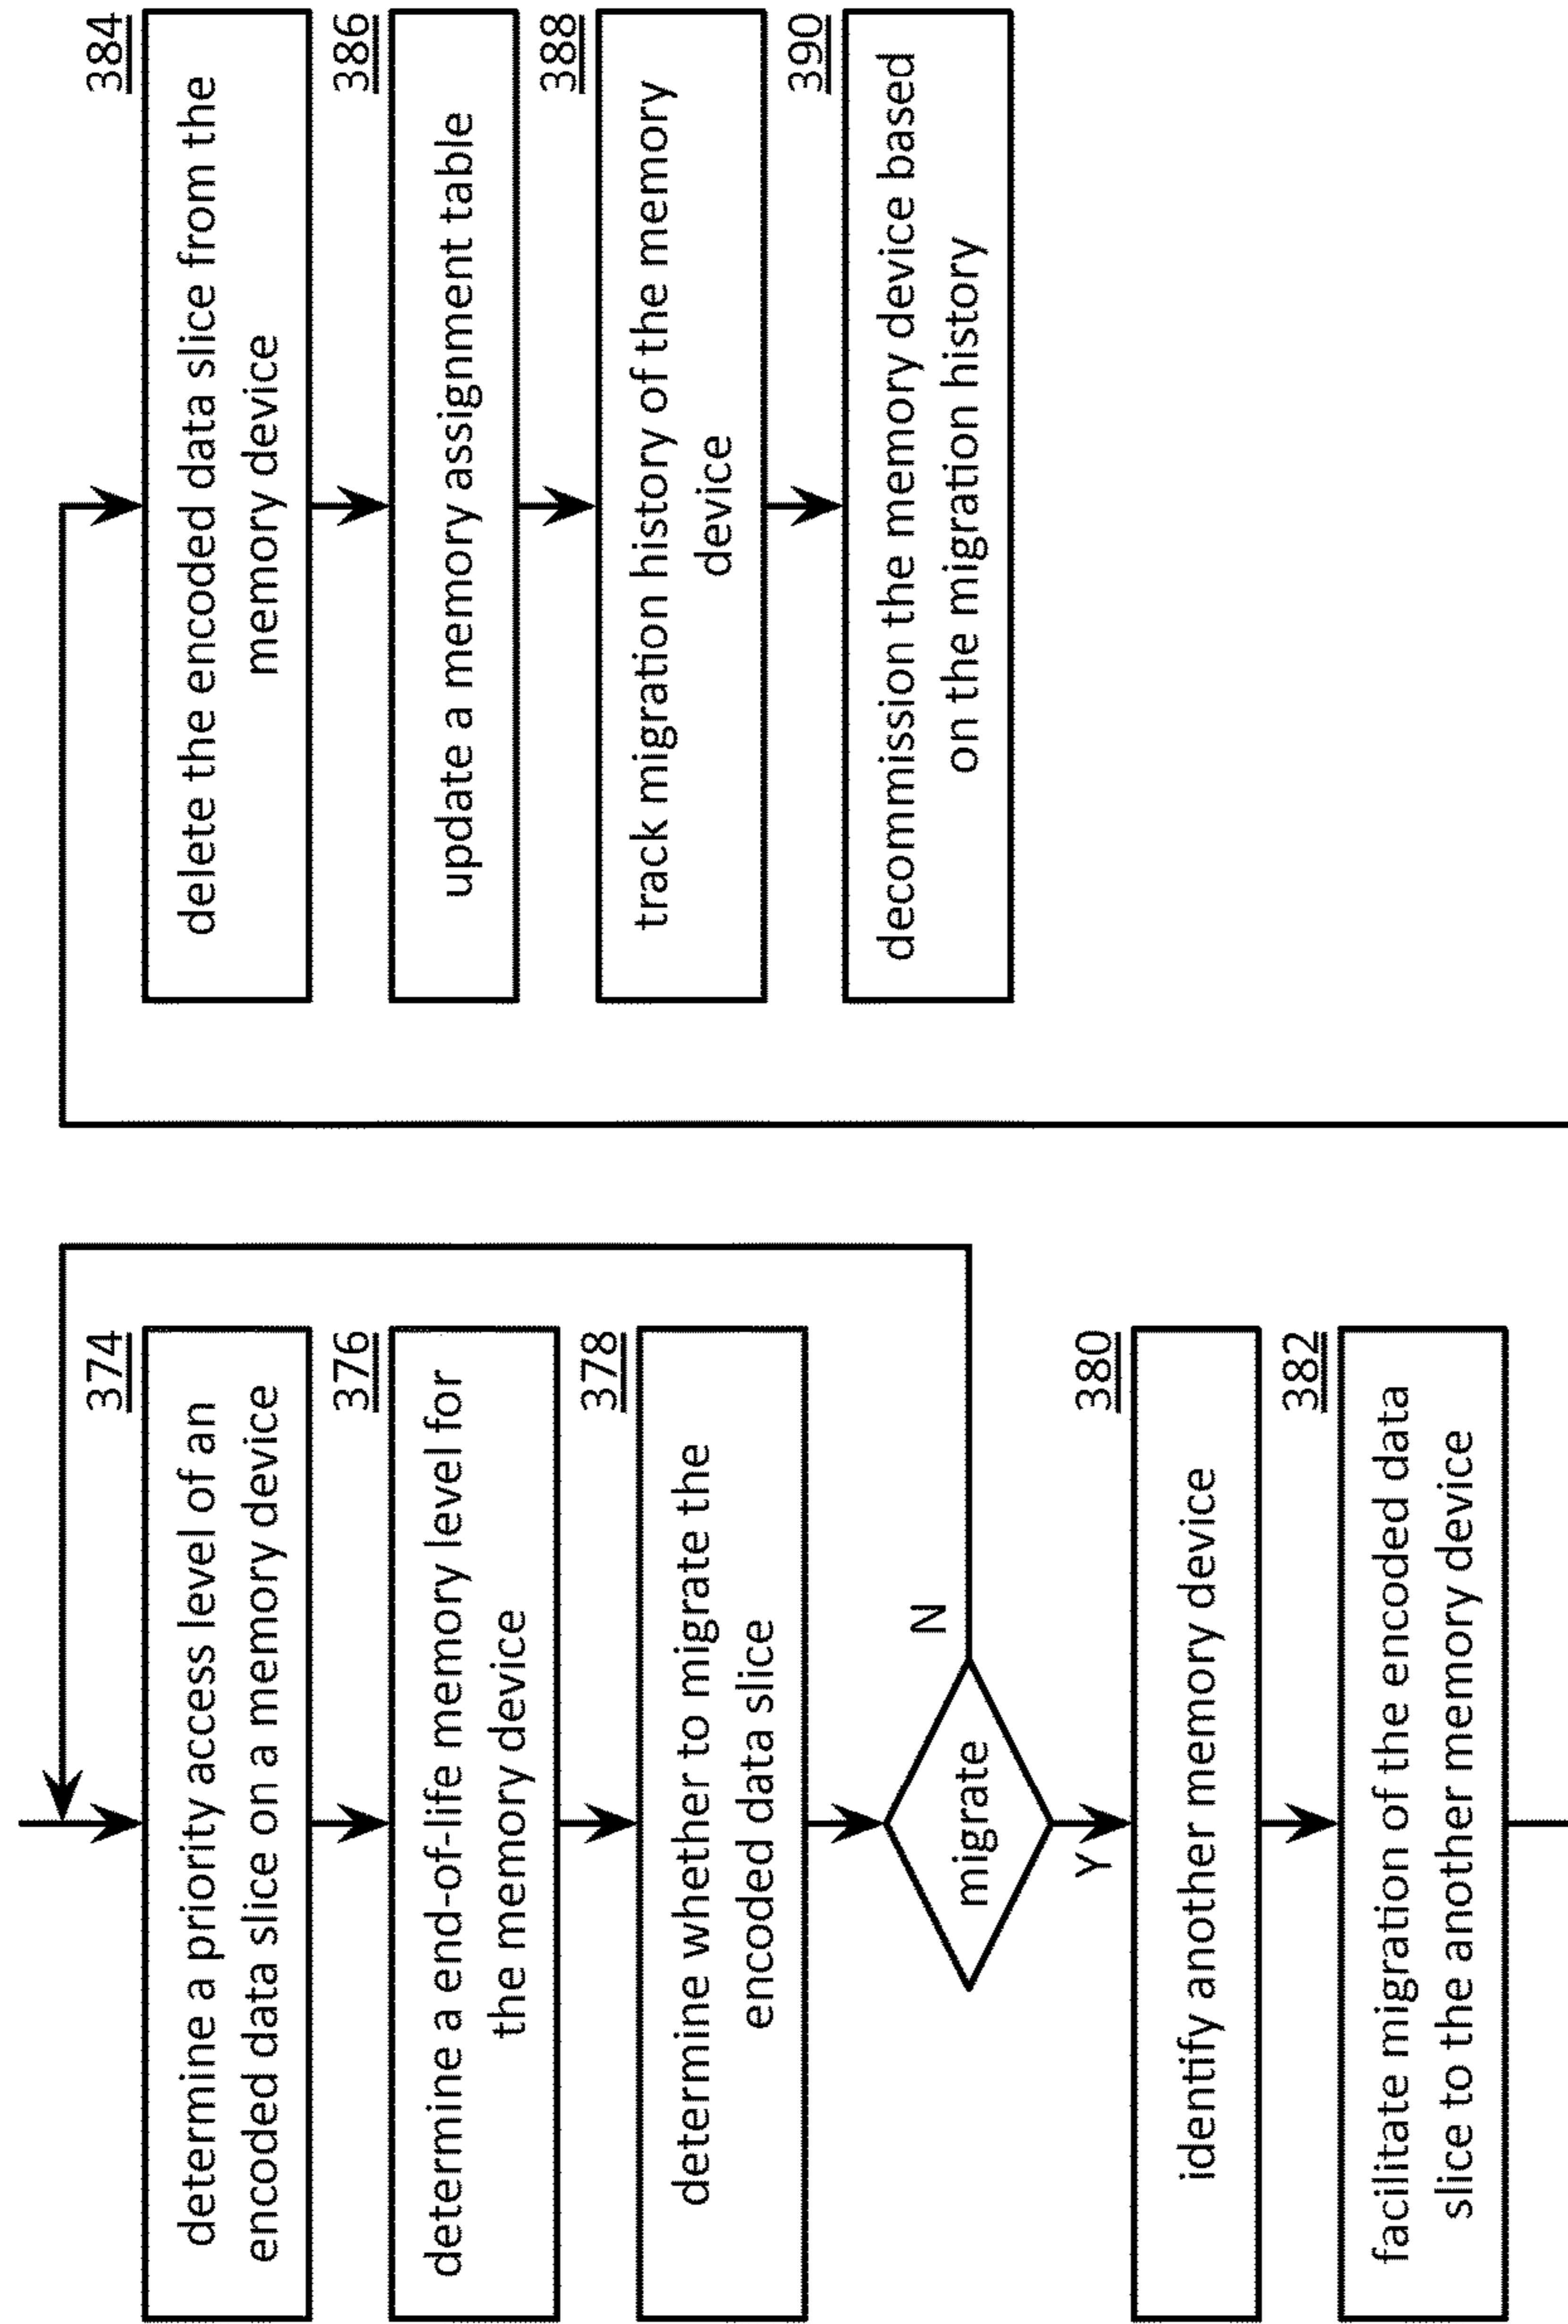 374
determine a priority access level of an
encoded data slice on a memory device
376
determine a end-of-life memory level for
the memory device
378
determine whether to migrate the
encoded data slice
migrate
N
Y
380
identify another memory device
382
facilitate migration of the encoded data
slice to the another memory device
384
delete the encoded data slice from the
memory device
386
update a memory assignment table
388
track migration history of the memory
device
390
decommission the memory device based
on the migration history